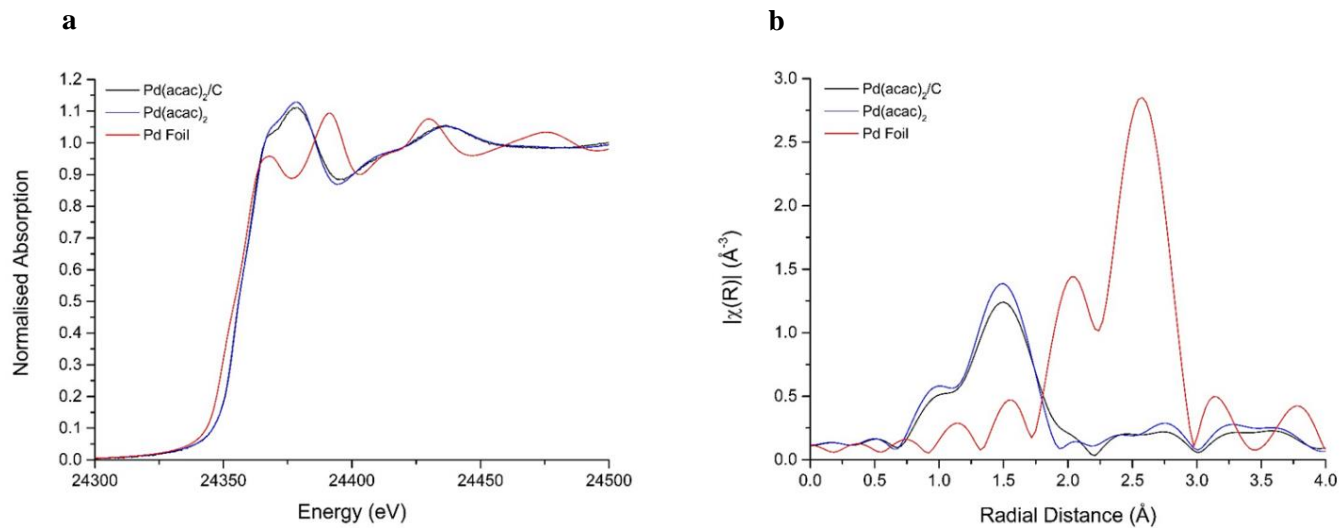 a
Pd(acac)₂/C
Pd(acac)₂
Pd Foil
1.2
1.1
1.0
0.9
0.8
0.7
0.6
0.5
0.4
0.3
0.2
0.1
0.0
24300
24350
24400
24450
24500
Normalised Absorption
Energy (eV)
b
Pd(acac)₂/C
Pd(acac)₂
Pd Foil
3.0
2.5
2.0
1.5
1.0
0.5
0.0
0.0
0.5
1.0
1.5
2.0
2.5
3.0
3.5
4.0
|χ(R)| (Å⁻³)
Radial Distance (Å)